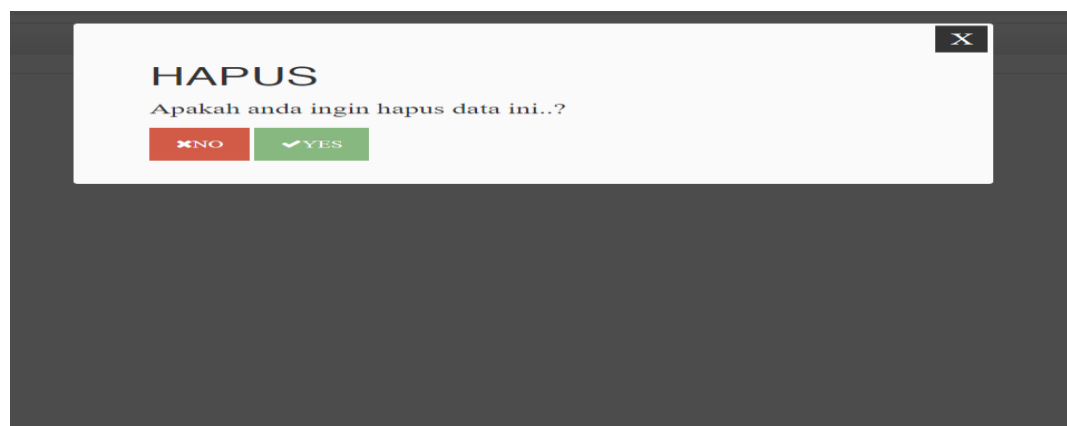 X
HAPUS
Apakah anda ingin hapus data ini..?
✖NO ✔YES